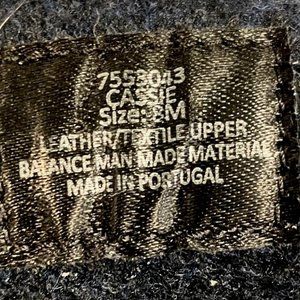 7553043
CASSIE
Size: 8M
LEATHER/TEXTILE UPPER
BALANCE MAN MADE MATERIAL
MADE IN PORTUGAL